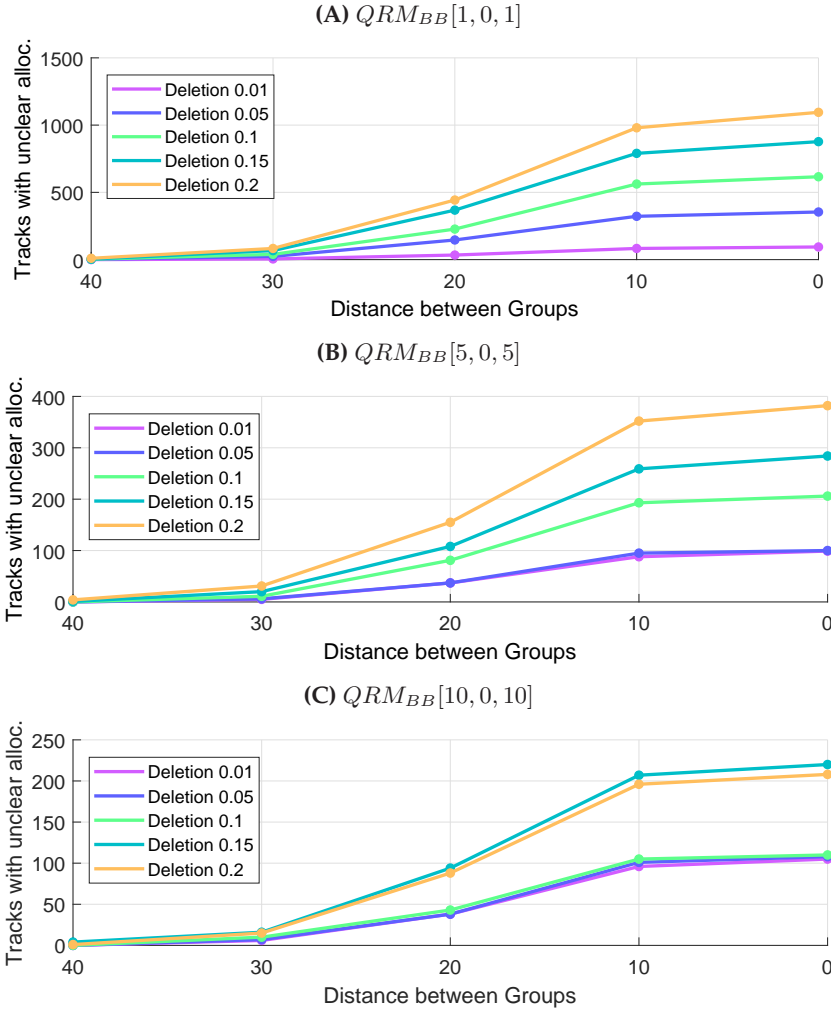 (A) QRM_BB[1, 0, 1]
Tracks with unclear alloc.
1500
1000
500
0
Deletion 0.01
Deletion 0.05
Deletion 0.1
Deletion 0.15
Deletion 0.2
40 30 20 10 0
Distance between Groups
(B) QRM_BB[5, 0, 5]
Tracks with unclear alloc.
400
300
200
100
0
Deletion 0.01
Deletion 0.05
Deletion 0.1
Deletion 0.15
Deletion 0.2
40 30 20 10 0
Distance between Groups
(C) QRM_BB[10, 0, 10]
Tracks with unclear alloc.
250
200
150
100
50
0
Deletion 0.01
Deletion 0.05
Deletion 0.1
Deletion 0.15
Deletion 0.2
40 30 20 10 0
Distance between Groups